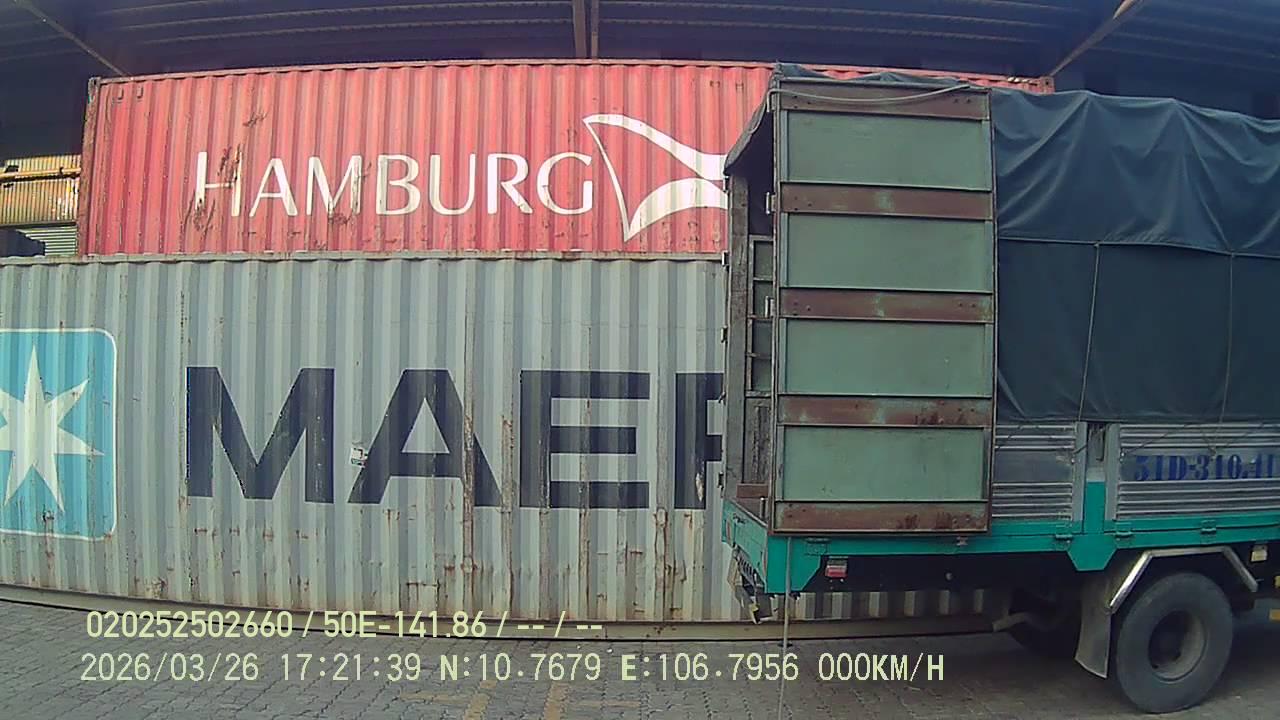 HAMBURG
MAE
51D-310.41
020252502660 / 50E-141.86 / -- / --
2026/03/26 17:21:39 N:10.7679 E:106.7956 000KM/H